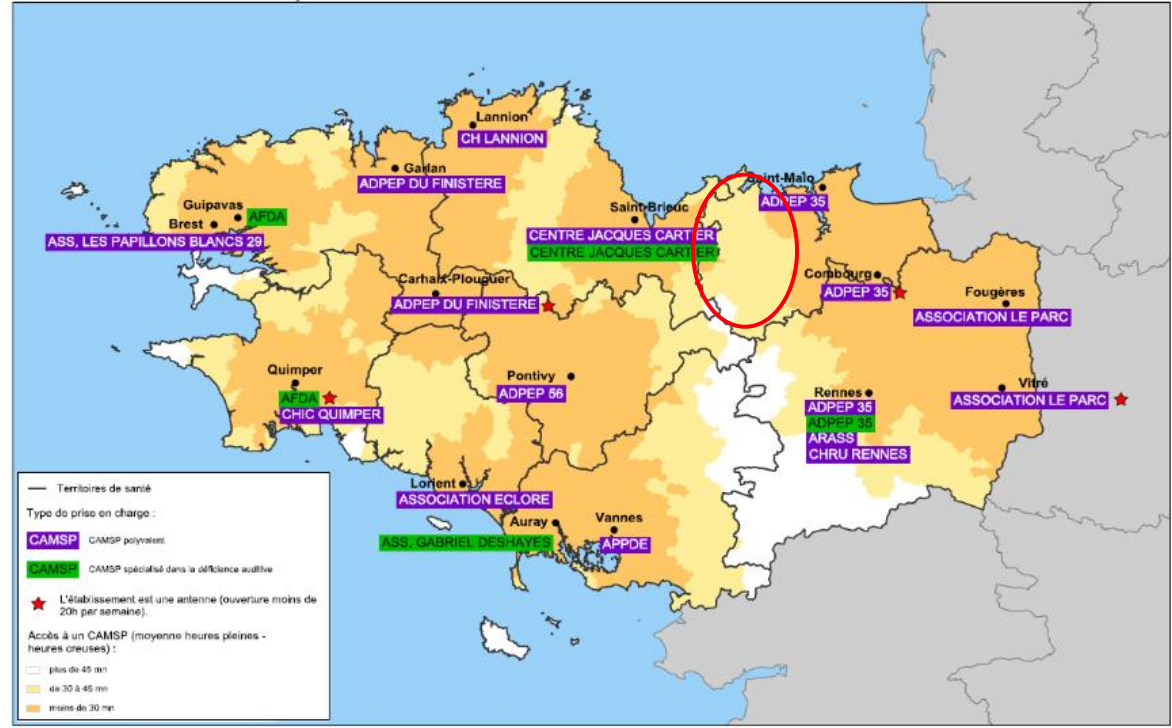 Lannion
CH LANNION
Garlan
ADPEP DU FINISTERE
Saint-Malo
ADPEP 35
Guipavas
AFDA
Brest
ASS, LES PAPILLONS BLANCS 29
Saint-Brieuc
CENTRE JACQUES CARTIER
CENTRE JACQUES CARTIER
Carhaix-Plouguer
ADPEP DU FINISTERE
Combourg
ADPEP 35
Fougères
ASSOCIATION LE PARC
Quimper
AFDA
CHIC QUIMPER
Pontivy
ADPEP 56
Rennes
ADPEP 35
ADPEP 35
ARASS
CHRU RENNES
Vitré
ASSOCIATION LE PARC
Lorient
ASSOCIATION ECLORE
Auray
ASS, GABRIEL DESHAYES
Vannes
APPDE
Territoires de santé
Type de prise en charge :
CAMSP CAMSP polyvalent
CAMSP CAMSP spécialisé dans la déficience auditive
L'établissement est une antenne (ouverture moins de
20h par semaine).
Accès à un CAMSP (moyenne heures pleines -
heures creuses) :
plus de 45 mn
de 30 à 45 mn
moins de 30 mn